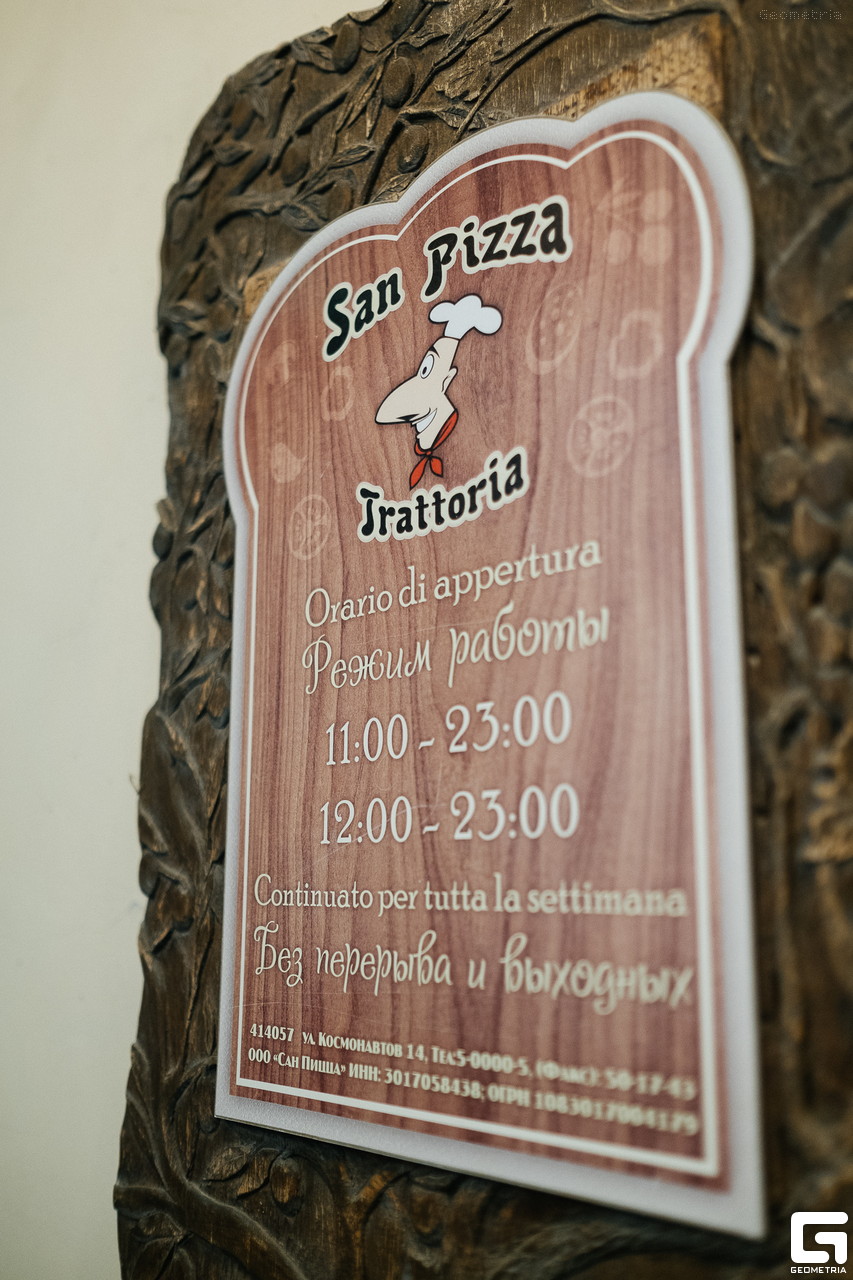 Geometria
San Pizza
Trattoria
Orario di appertura
Режим работы
11:00 - 23:00
12:00 - 23:00
Continuato per tutta la settimana
Без перерыва и выходных
414057 ул. Космонавтов 14, Тел:5-0000-5, (Факс): 50-17-43
ООО «Сан Пицца» ИНН: 3017058438; ОГРН 1083017004179
GEOMETRIA